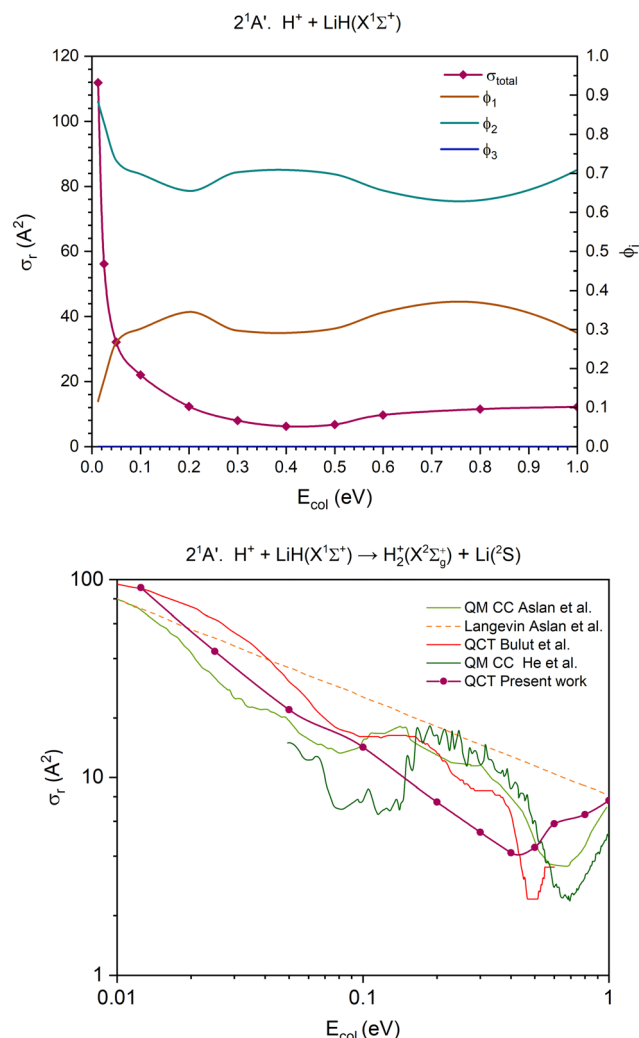 2¹A'. H⁺ + LiH(X¹Σ⁺)
120
100
80
60
40
20
0
σᵣ (A²)
1.0
0.9
0.8
0.7
0.6
0.5
0.4
0.3
0.2
0.1
0.0
ϕᵢ
σ_total
ϕ₁
ϕ₂
ϕ₃
0.0 0.1 0.2 0.3 0.4 0.5 0.6 0.7 0.8 0.9 1.0
E_col (eV)
2¹A'. H⁺ + LiH(X¹Σ⁺) → H₂⁺(X²Σg⁺) + Li(²S)
100
10
1
σᵣ (A²)
QM CC Aslan et al.
Langevin Aslan et al.
QCT Bulut et al.
QM CC He et al.
QCT Present work
0.01 0.1 1
E_col (eV)